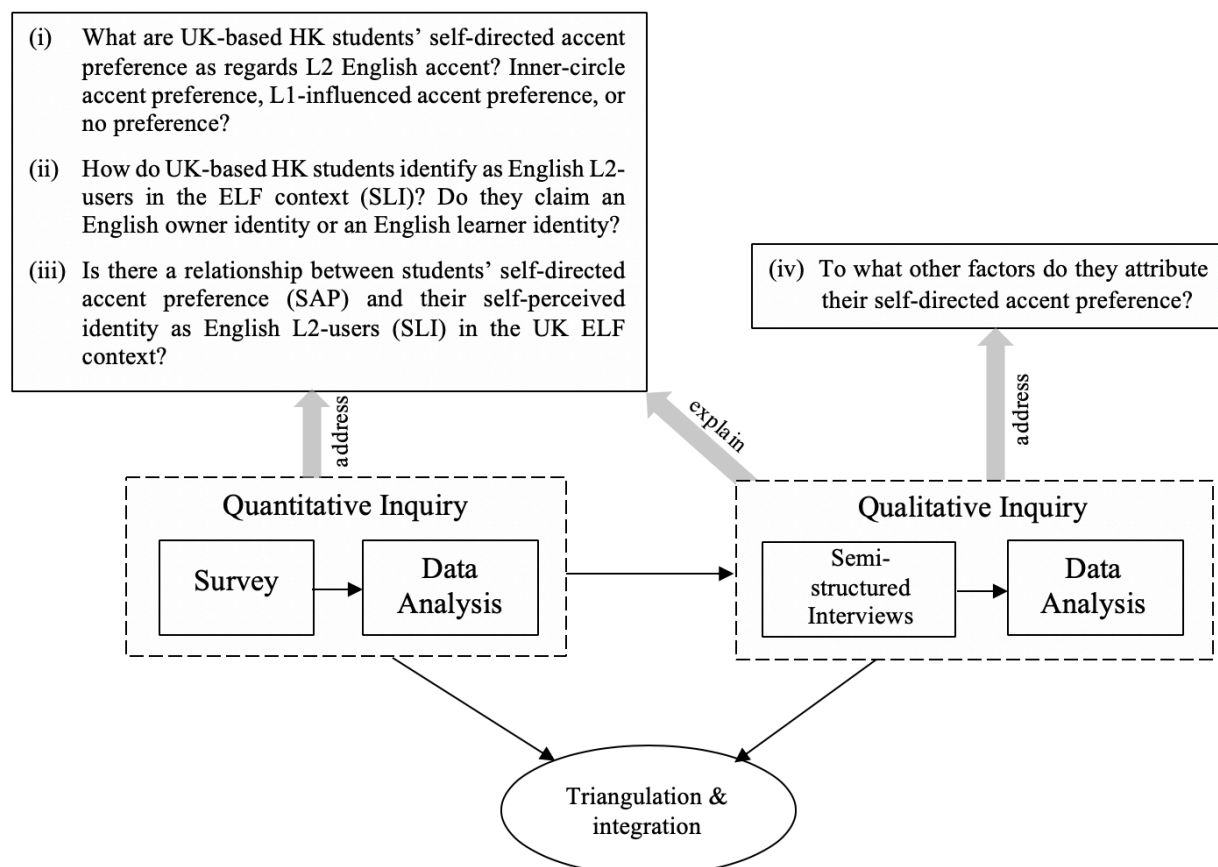 (i) What are UK-based HK students' self-directed accent
preference as regards L2 English accent? Inner-circle
accent preference, L1-influenced accent preference, or
no preference?
(ii) How do UK-based HK students identify as English L2-
users in the ELF context (SLI)? Do they claim an
English owner identity or an English learner identity?
(iii) Is there a relationship between students' self-directed
accent preference (SAP) and their self-perceived
identity as English L2-users (SLI) in the UK ELF
context?
(iv) To what other factors do they attribute
their self-directed accent preference?
address
explain
address
Quantitative Inquiry
Survey
Data
Analysis
Qualitative Inquiry
Semi-
structured
Interviews
Data
Analysis
Triangulation &
integration